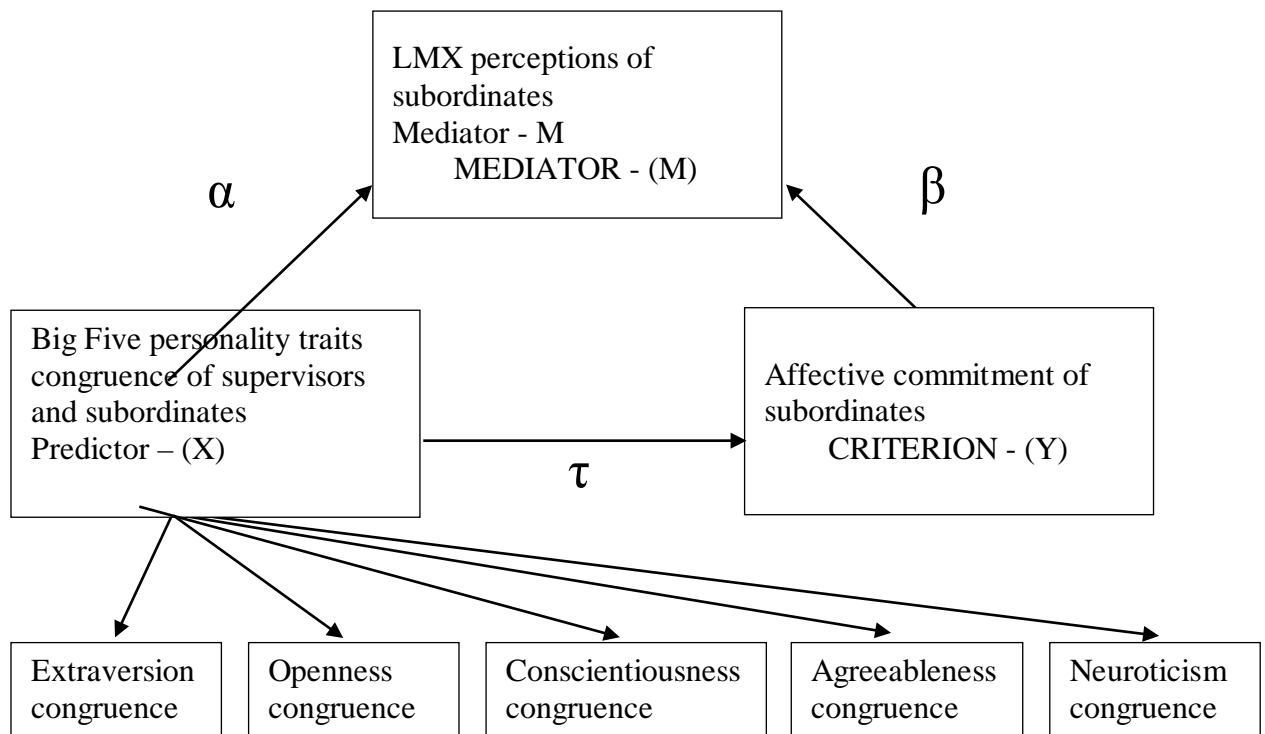 LMX perceptions of
subordinates
Mediator - M
MEDIATOR - (M)
α
β
Big Five personality traits
congruence of supervisors
and subordinates
Predictor – (X)
Affective commitment of
subordinates
CRITERION - (Y)
τ
Extraversion
congruence
Openness
congruence
Conscientiousness
congruence
Agreeableness
congruence
Neuroticism
congruence